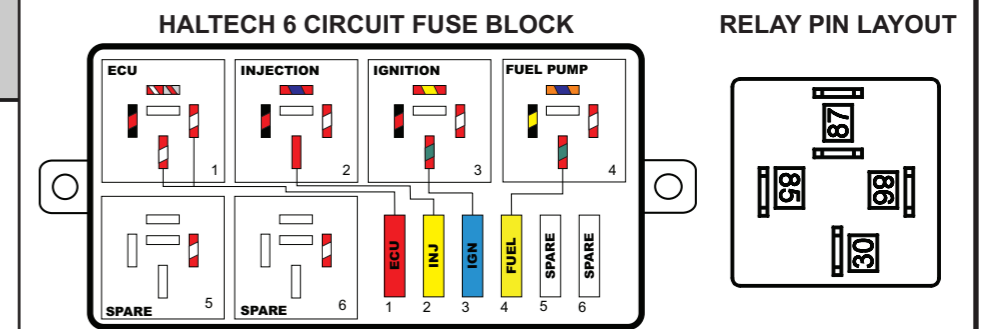 HALTECH 6 CIRCUIT FUSE BLOCK
RELAY PIN LAYOUT
ECU
1
INJECTION
2
IGNITION
3
FUEL PUMP
4
SPARE
5
SPARE
6
ECU
INJ
IGN
FUEL
SPARE
SPARE
1 2 3 4 5 6
87
85
86
30